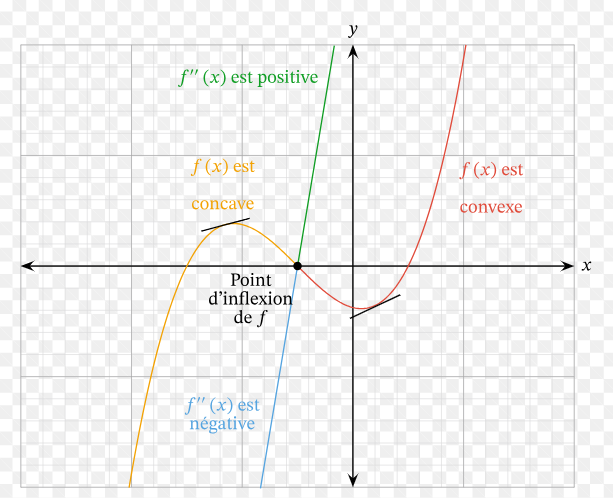 y
f′′ (x) est positive
f (x) est
concave
f (x) est
convexe
x
Point
d’inflexion
de f
f′′ (x) est
négative